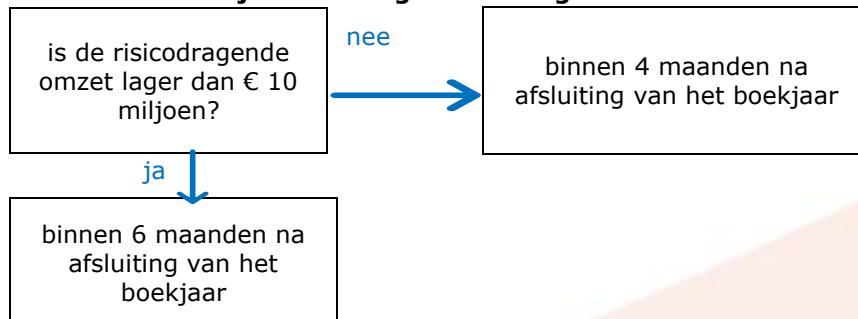 is de risicodragende
omzet lager dan € 10
miljoen?
nee
binnen 4 maanden na
afsluiting van het boekjaar
ja
binnen 6 maanden na
afsluiting van het
boekjaar